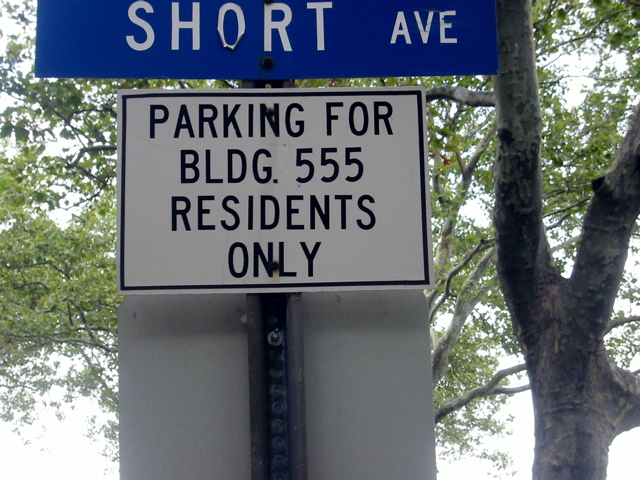 SHORT AVE
PARKING FOR
BLDG. 555
RESIDENTS
ONLY